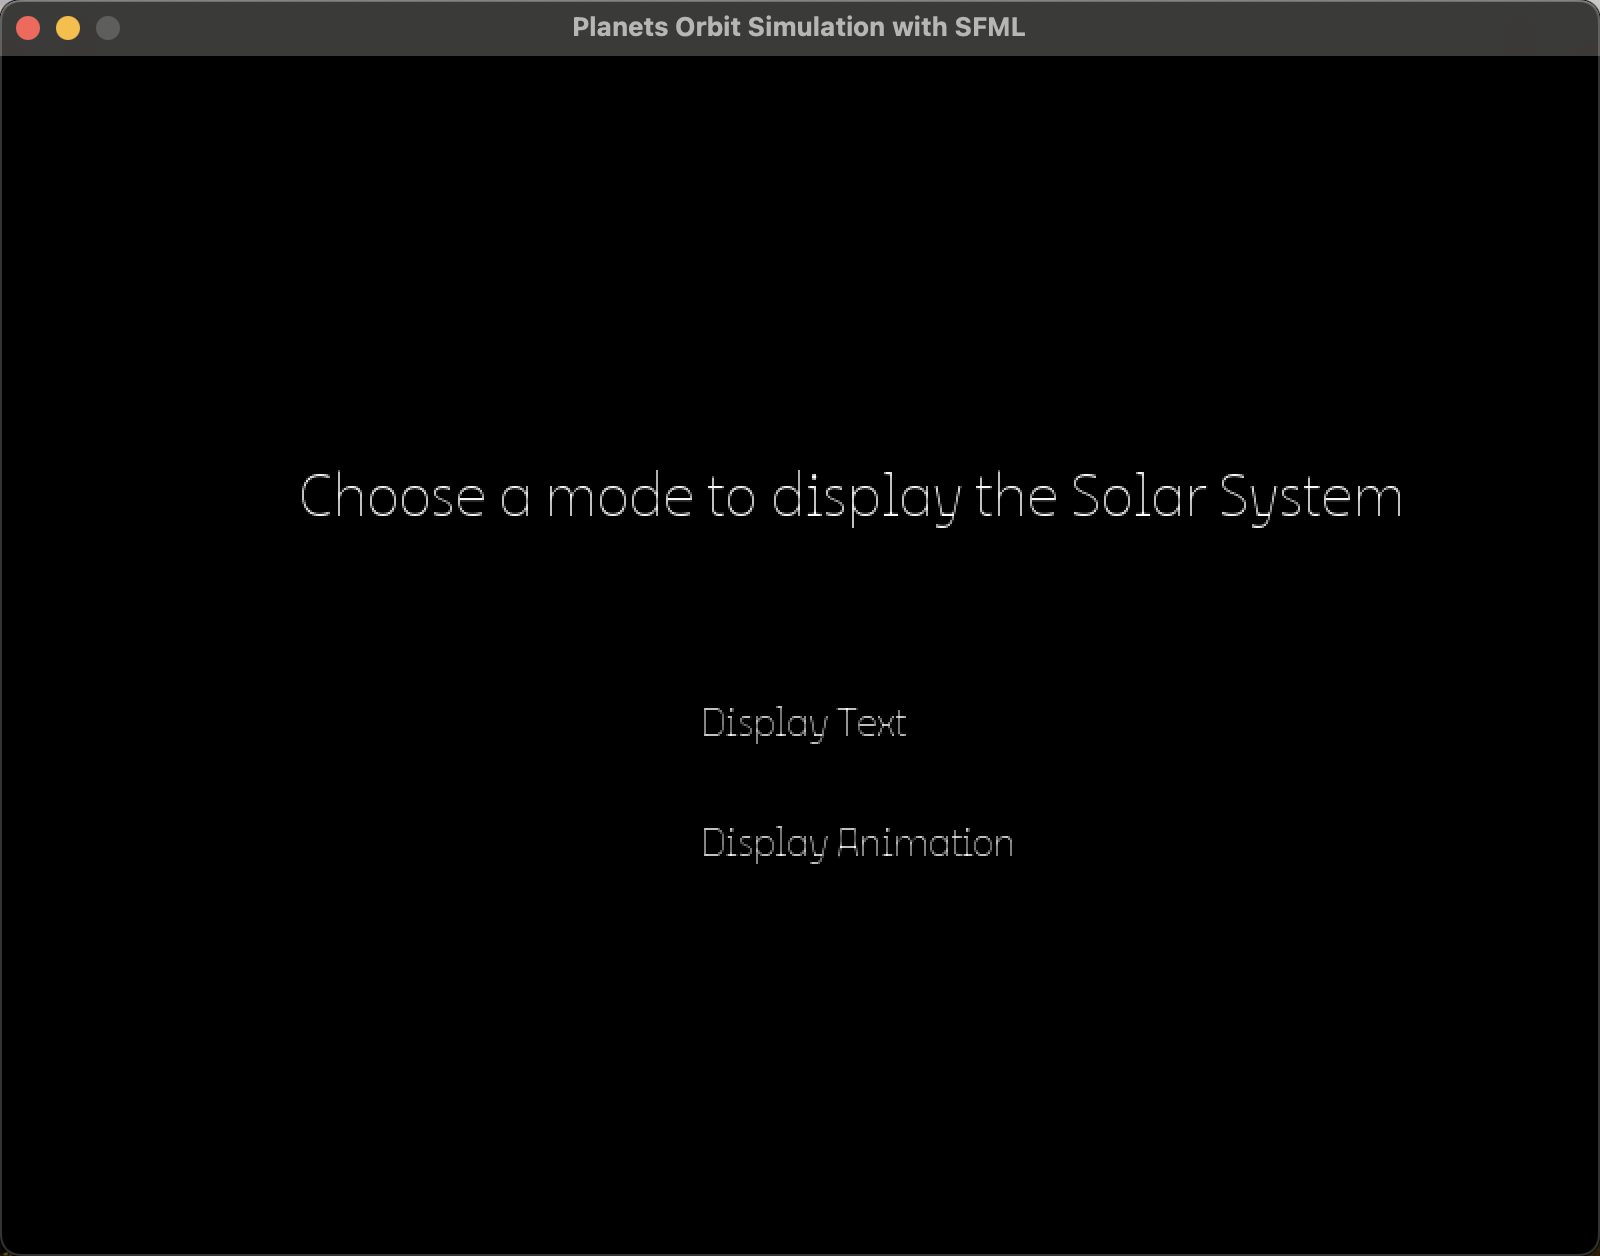 Planets Orbit Simulation with SFML
Choose a mode to display the Solar System
Display Text
Display Animation